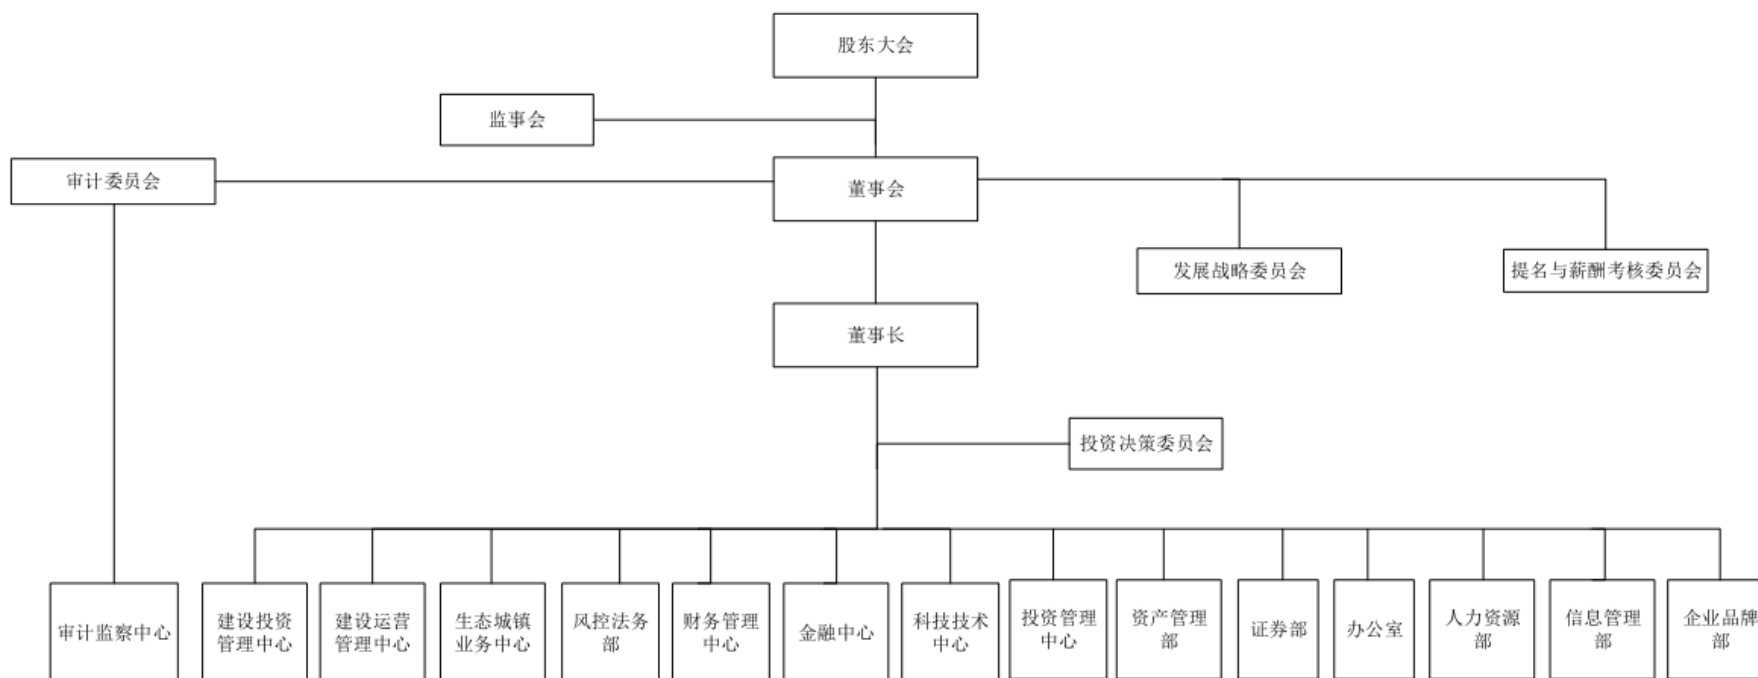 股东大会
监事会
审计委员会
董事会
发展战略委员会
提名与薪酬考核委员会
董事长
投资决策委员会
审计监察中心
建设投资
管理中心
建设运营
管理中心
生态城镇
业务中心
风控法务
部
财务管理
中心
金融中心
科技技术
中心
投资管理
中心
资产管理
部
证券部
办公室
人力资源
部
信息管理
部
企业品牌
部